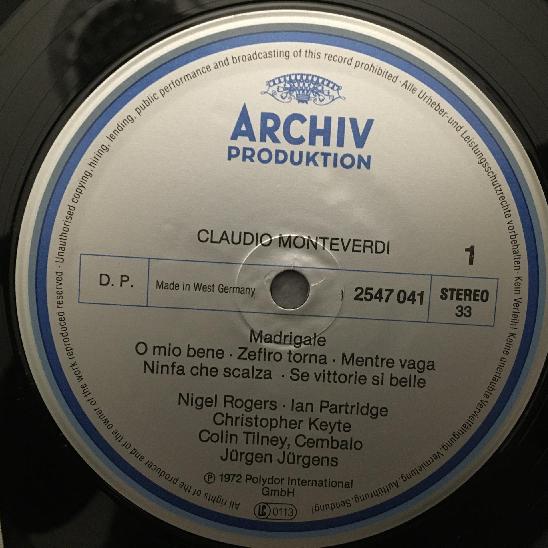 Unauthorised copying, hiring, lending, public performance and broadcasting of this record prohibited · Alle Urheber- und Leistungsschutzrechte vorbehalten · Kein Verleih! Keine unerlaubte Vervielfältigung, Vermietung, Aufführung, Sendung!
ARCHIV
PRODUKTION
CLAUDIO MONTEVERDI
1
D. P.
Made in West Germany
2547 041
STEREO
33
Madrigale
O mio bene · Zefiro torna · Mentre vaga
Ninfa che scalza · Se vittorie si belle
Nigel Rogers · Ian Partridge
Christopher Keyte
Colin Tilney, Cembalo
Jürgen Jürgens
℗ 1972 Polydor International
GmbH
LC 0113
All rights of the producer and of the owner of the work reproduced reserved ·